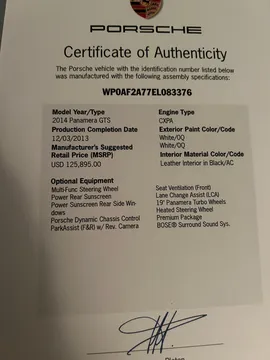 PORSCHE
Certificate of Authenticity
The Porsche vehicle with the identification number listed below
was manufactured with the following assembly specifications:
WP0AF2A77EL083376
Model Year/Type
2014 Panamera GTS
Production Completion Date
12/03/2013
Manufacturer's Suggested
Retail Price (MSRP)
USD 125,895.00
Engine Type
CXPA
Exterior Paint Color/Code
White/0Q
White/0Q
Interior Material Color/Code
Leather Interior in Black/AC
Optional Equipment
Multi-Func Steering Wheel
Power Rear Sunscreen
Power Sunscreen Rear Side Win-
dows
Porsche Dynamic Chassis Control
ParkAssist (F&R) w/ Rev. Camera
Seat Ventilation (Front)
Lane Change Assist (LCA)
19" Panamera Turbo Wheels
Heated Steering Wheel
Premium Package
BOSE® Surround Sound Sys.